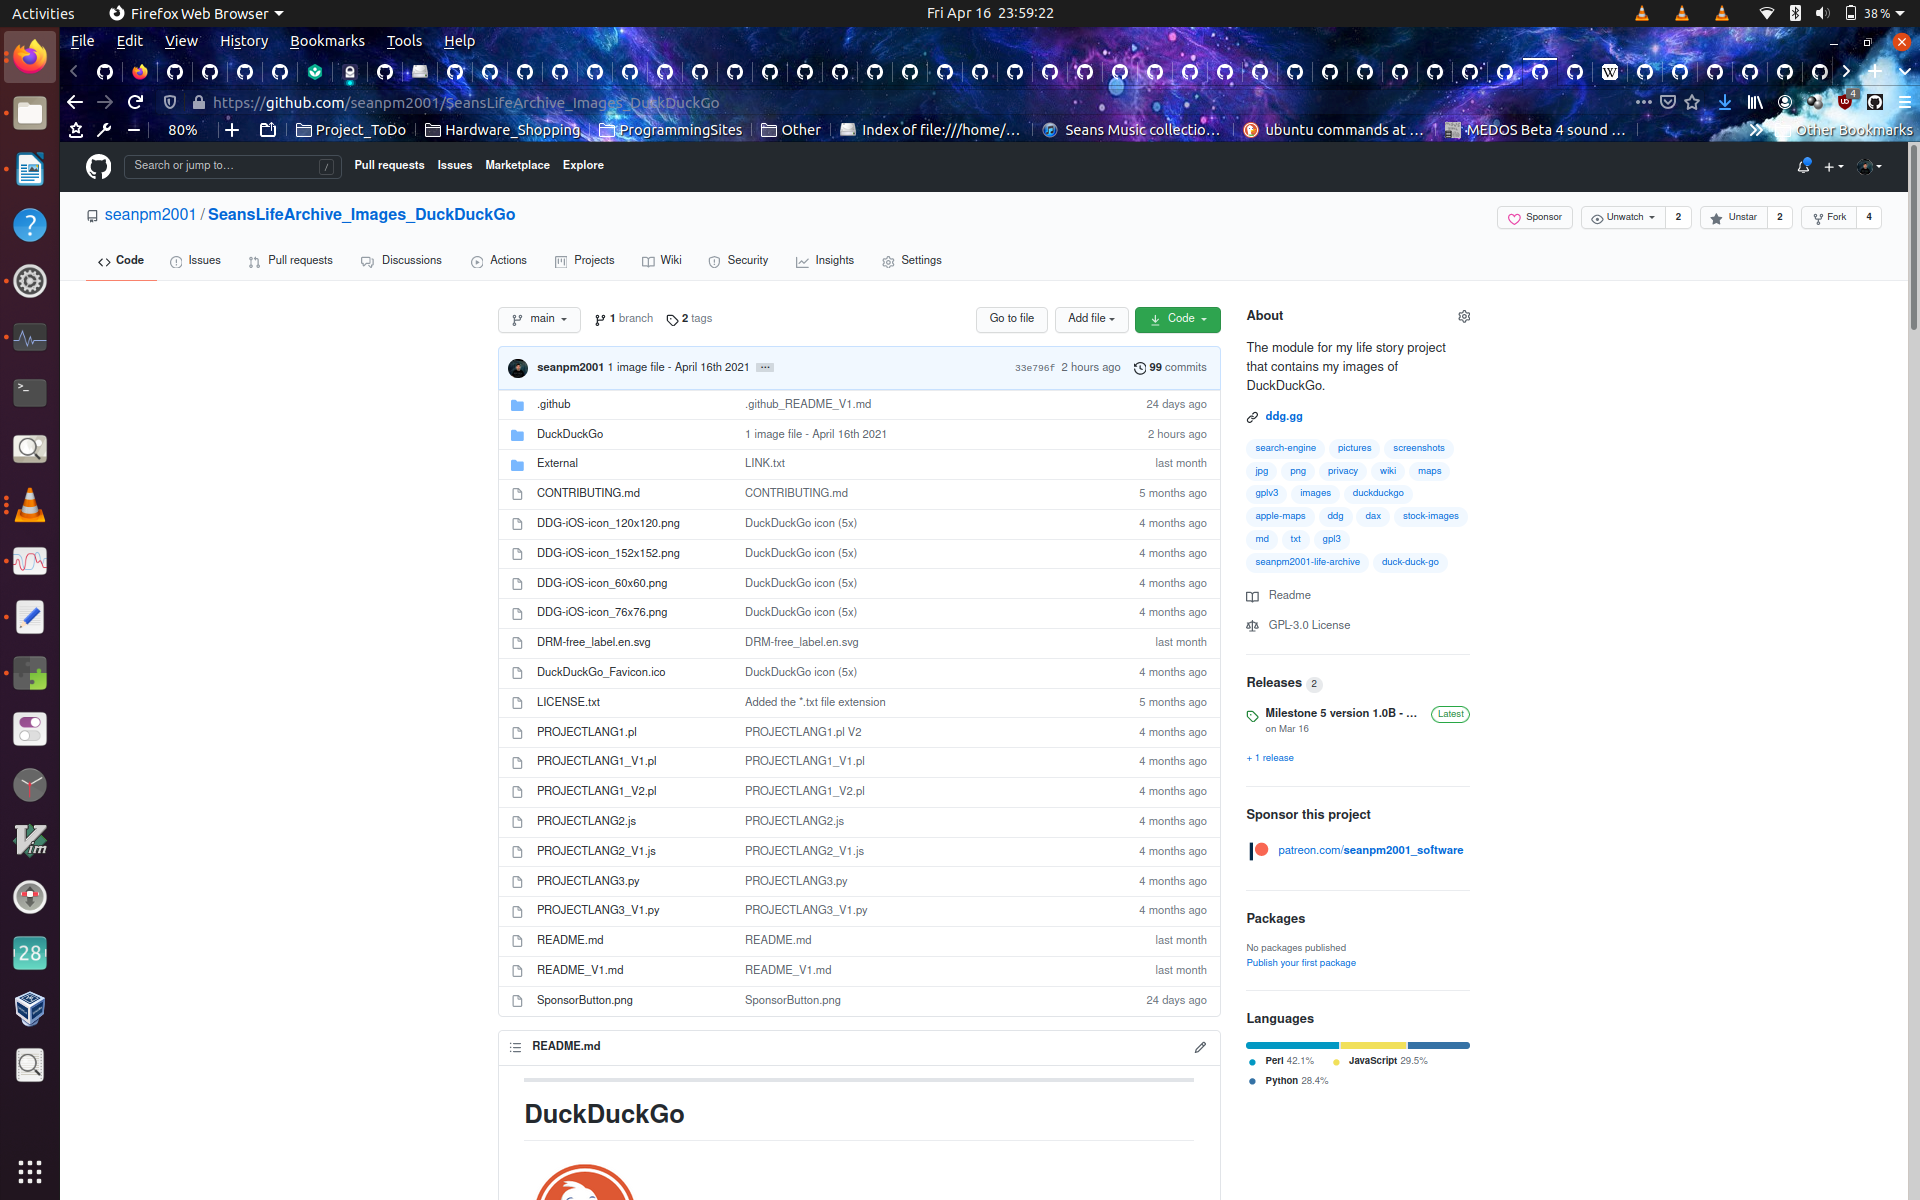 Activities Firefox Web Browser Fri Apr 16 23:59:22 38 %
File Edit View History Bookmarks Tools Help
https://github.com/seanpm2001/SeansLifeArchive_Images_DuckDuckGo 4
80% Project_ToDo Hardware_Shopping ProgrammingSites Other Index of file:///home/… Seans Music collectio… ubuntu commands at … MEDOS Beta 4 sound … Other Bookmarks
Search or jump to… / Pull requests Issues Marketplace Explore
seanpm2001 / SeansLifeArchive_Images_DuckDuckGo
Sponsor Unwatch 2 Unstar 2 Fork 4
Code Issues Pull requests Discussions Actions Projects Wiki Security Insights Settings
main 1 branch 2 tags Go to file Add file Code
seanpm2001 1 image file - April 16th 2021 … 33e796f 2 hours ago 99 commits
.github .github_README_V1.md 24 days ago
DuckDuckGo 1 image file - April 16th 2021 2 hours ago
External LINK.txt last month
CONTRIBUTING.md CONTRIBUTING.md 5 months ago
DDG-iOS-icon_120x120.png DuckDuckGo icon (5x) 4 months ago
DDG-iOS-icon_152x152.png DuckDuckGo icon (5x) 4 months ago
DDG-iOS-icon_60x60.png DuckDuckGo icon (5x) 4 months ago
DDG-iOS-icon_76x76.png DuckDuckGo icon (5x) 4 months ago
DRM-free_label.en.svg DRM-free_label.en.svg last month
DuckDuckGo_Favicon.ico DuckDuckGo icon (5x) 4 months ago
LICENSE.txt Added the *.txt file extension 5 months ago
PROJECTLANG1.pl PROJECTLANG1.pl V2 4 months ago
PROJECTLANG1_V1.pl PROJECTLANG1_V1.pl 4 months ago
PROJECTLANG1_V2.pl PROJECTLANG1_V2.pl 4 months ago
PROJECTLANG2.js PROJECTLANG2.js 4 months ago
PROJECTLANG2_V1.js PROJECTLANG2_V1.js 4 months ago
PROJECTLANG3.py PROJECTLANG3.py 4 months ago
PROJECTLANG3_V1.py PROJECTLANG3_V1.py 4 months ago
README.md README.md last month
README_V1.md README_V1.md last month
SponsorButton.png SponsorButton.png 24 days ago
README.md
DuckDuckGo
About
The module for my life story project
that contains my images of
DuckDuckGo.
ddg.gg
search-engine pictures screenshots
jpg png privacy wiki maps
gplv3 images duckduckgo
apple-maps ddg dax stock-images
md txt gpl3
seanpm2001-life-archive duck-duck-go
Readme
GPL-3.0 License
Releases 2
Milestone 5 version 1.0B - … Latest
on Mar 16
+ 1 release
Sponsor this project
patreon.com/seanpm2001_software
Packages
No packages published
Publish your first package
Languages
Perl 42.1% JavaScript 29.5%
Python 28.4%
28